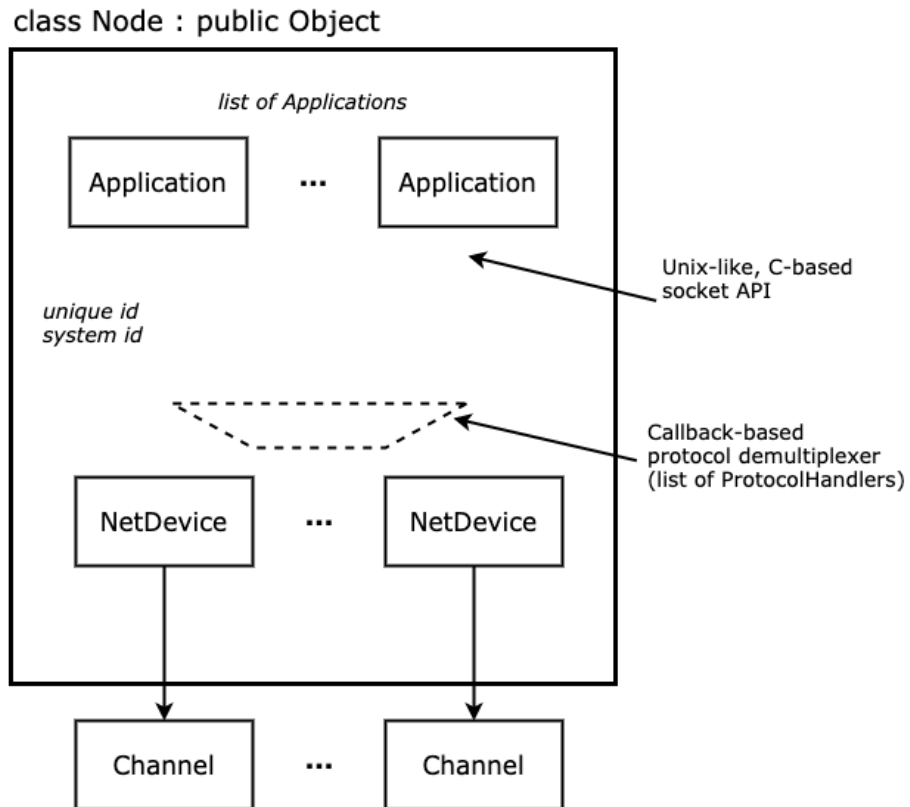 class Node : public Object
list of Applications
Application ... Application
Unix-like, C-based
socket API
unique id
system id
Callback-based
protocol demultiplexer
(list of ProtocolHandlers)
NetDevice ... NetDevice
Channel ... Channel